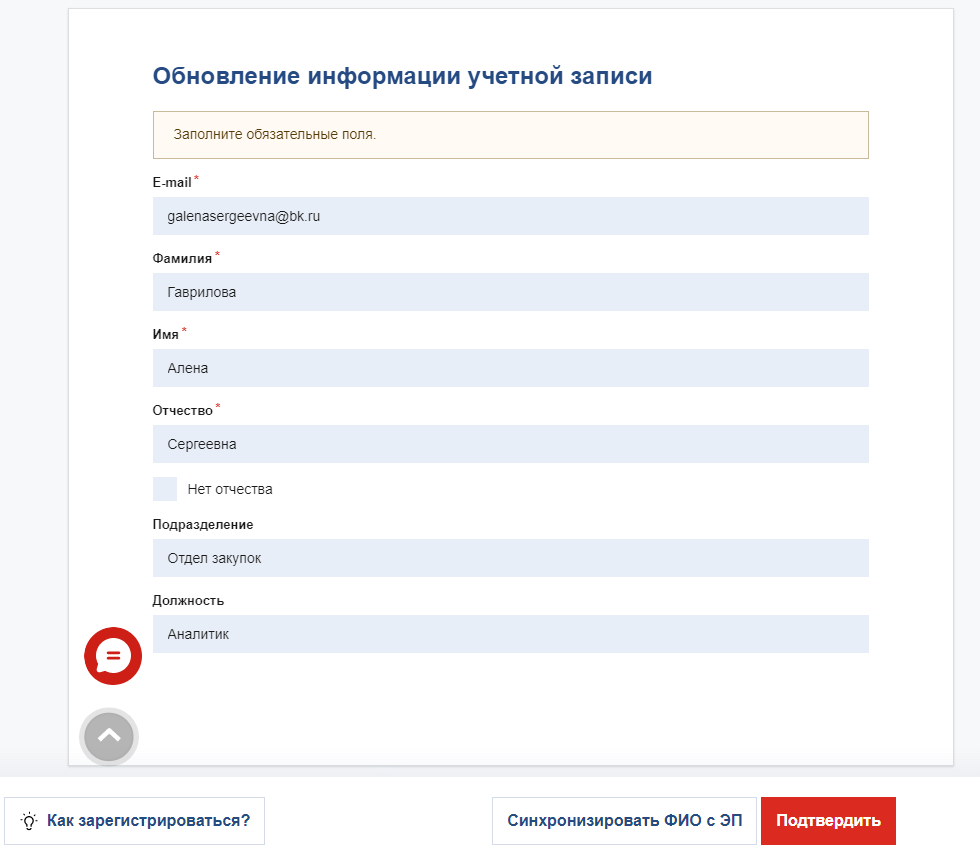 Обновление информации учетной записи
Заполните обязательные поля.
E-mail*
galenasergeevna@bk.ru
Фамилия*
Гаврилова
Имя*
Алена
Отчество*
Сергеевна
Нет отчества
Подразделение
Отдел закупок
Должность
Аналитик
Как зарегистрироваться?
Синхронизировать ФИО с ЭП
Подтвердить